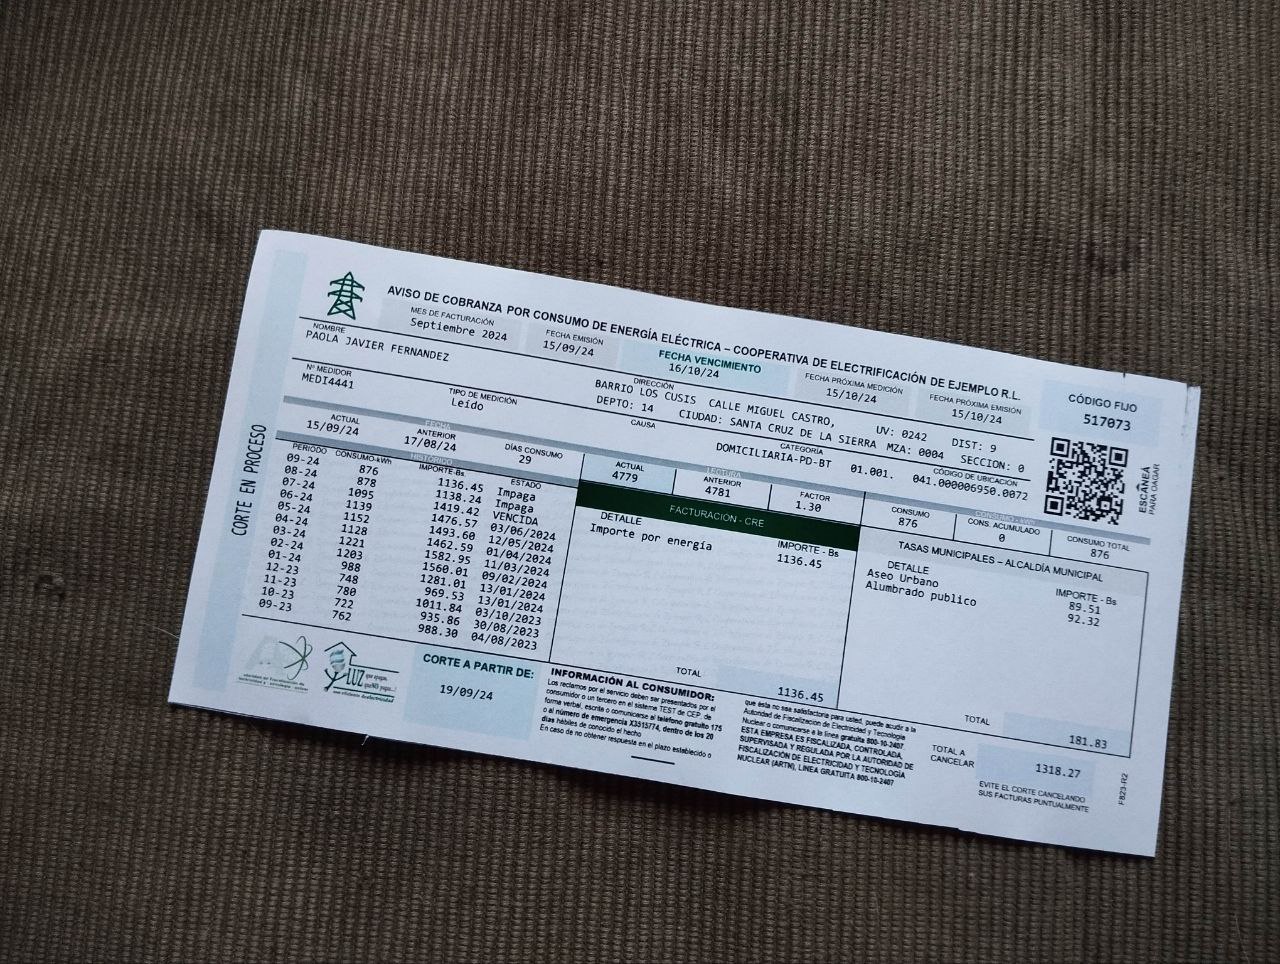 AVISO DE COBRANZA POR CONSUMO DE ENERGÍA ELÉCTRICA – COOPERATIVA DE ELECTRIFICACIÓN DE EJEMPLO R.L.
MES DE FACTURACIÓN
Septiembre 2024
FECHA EMISIÓN
15/09/24
FECHA VENCIMIENTO
16/10/24
FECHA PRÓXIMA MEDICIÓN
15/10/24
FECHA PRÓXIMA EMISIÓN
15/10/24
CÓDIGO FIJO
517073
NOMBRE
PAOLA JAVIER FERNANDEZ
DIRECCIÓN
BARRIO LOS CUSIS CALLE MIGUEL CASTRO,
UV: 0242 DIST: 9
DEPTO: 14 CIUDAD: SANTA CRUZ DE LA SIERRA MZA: 0004 SECCION: 0
Nº MEDIDOR
MEDI4441
TIPO DE MEDICIÓN
Leído
CAUSA
CATEGORÍA
DOMICILIARIA-PD-BT 01.001.
CÓDIGO DE UBICACIÓN
041.000006950.0072
ESCANEÁ
PARA PAGAR
CORTE EN PROCESO
FECHA
ACTUAL
15/09/24
ANTERIOR
17/08/24
DÍAS CONSUMO
29
LECTURA
ACTUAL
4779
ANTERIOR
4781
FACTOR
1.30
CONSUMO - kWh
CONSUMO
876
CONS. ACUMULADO
0
CONSUMO TOTAL
876
HISTÓRICO
PERÍODO CONSUMO-kWh IMPORTE-Bs ESTADO
09-24 876 1136.45 Impaga
08-24 878 1138.24 Impaga
07-24 1095 1419.42 VENCIDA
06-24 1139 1476.57 03/06/2024
05-24 1152 1493.60 12/05/2024
04-24 1128 1462.59 01/04/2024
03-24 1221 1582.95 11/03/2024
02-24 1203 1560.01 09/02/2024
01-24 988 1281.01 13/01/2024
12-23 748 969.53 13/01/2024
11-23 780 1011.84 03/10/2023
10-23 722 935.86 30/08/2023
09-23 762 988.30 04/08/2023
FACTURACIÓN - CRE
DETALLE IMPORTE - Bs
Importe por energía 1136.45
TOTAL 1136.45
TASAS MUNICIPALES – ALCALDÍA MUNICIPAL
DETALLE IMPORTE - Bs
Aseo Urbano 89.51
Alumbrado publico 92.32
TOTAL 181.83
LUZ
que apagas,
queNO pagas...!
CORTE A PARTIR DE:
19/09/24
INFORMACIÓN AL CONSUMIDOR:
Los reclamos por el servicio deben ser presentados por el
consumidor o un tercero en el sistema TEST de CEP, de
forma verbal, escrita o comunicarse al teléfono gratuito 175
o al número de emergencia X3515774, dentro de los 20
días hábiles de conocido el hecho
En caso de no obtener respuesta en el plazo establecido o
que ésta no sea satisfactoria para usted, puede acudir a la
Autoridad de Fiscalización de Electricidad y Tecnología
Nuclear o comunicarse a la línea gratuita 800-10-2407.
ESTA EMPRESA ES FISCALIZADA, CONTROLADA,
SUPERVISADA Y REGULADA POR LA AUTORIDAD DE
FISCALIZACIÓN DE ELECTRICIDAD Y TECNOLOGÍA
NUCLEAR (ARTN), LINEA GRATUITA 800-10-2407
TOTAL A
CANCELAR
1318.27
EVITE EL CORTE CANCELANDO
SUS FACTURAS PUNTUALMENTE
FB23-R2